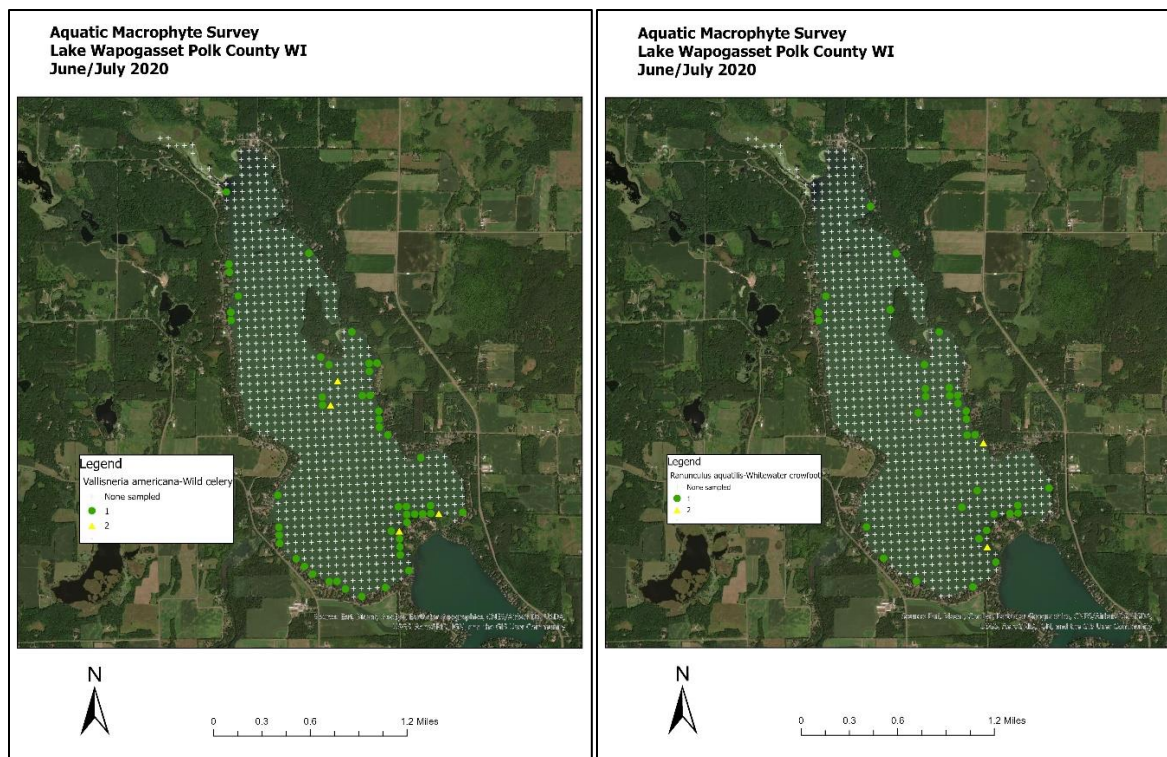 Aquatic Macrophyte Survey
Lake Wapogasset Polk County WI
June/July 2020
Legend
Vallisneria americana-Wild celery
None sampled
1
2
N
0 0.3 0.6 1.2 Miles
Aquatic Macrophyte Survey
Lake Wapogasset Polk County WI
June/July 2020
Legend
Ranunculus aquatilis-Whitewater crowfoot
None sampled
1
2
N
0 0.3 0.6 1.2 Miles